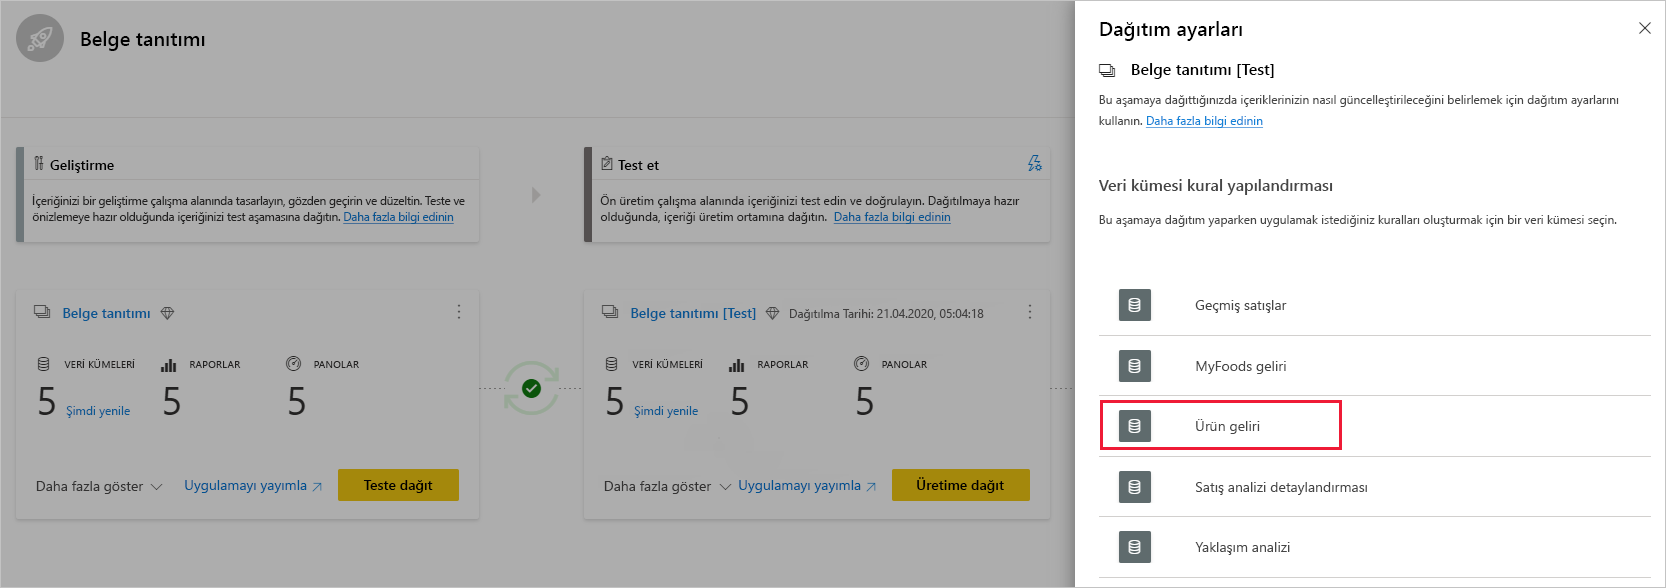 Belge tanıtımı
Geliştirme
İçeriğinizi bir geliştirme çalışma alanında tasarlayın, gözden geçirin ve düzeltin. Teste ve
önizlemeye hazır olduğunda içeriğinizi test aşamasına dağıtın. Daha fazla bilgi edinin
Test et
Ön üretim çalışma alanında içeriğinizi test edin ve doğrulayın. Dağıtılmaya hazır
olduğunda, içeriği üretim ortamına dağıtın. Daha fazla bilgi edinin
Belge tanıtımı
VERİ KÜMELERİ RAPORLAR PANOLAR
5 Şimdi yenile 5 5
Daha fazla göster Uygulamayı yayımla Teste dağıt
Belge tanıtımı [Test] Dağıtılma Tarihi: 21.04.2020, 05:04:18
VERİ KÜMELERİ RAPORLAR PANOLAR
5 Şimdi yenile 5 5
Daha fazla göster Uygulamayı yayımla Üretime dağıt
Dağıtım ayarları
Belge tanıtımı [Test]
Bu aşamaya dağıttığınızda içeriklerinizin nasıl güncelleştirileceğini belirlemek için dağıtım ayarlarını
kullanın. Daha fazla bilgi edinin
Veri kümesi kural yapılandırması
Bu aşamaya dağıtım yaparken uygulamak istediğiniz kuralları oluşturmak için bir veri kümesi seçin.
Geçmiş satışlar
MyFoods geliri
Ürün geliri
Satış analizi detaylandırması
Yaklaşım analizi